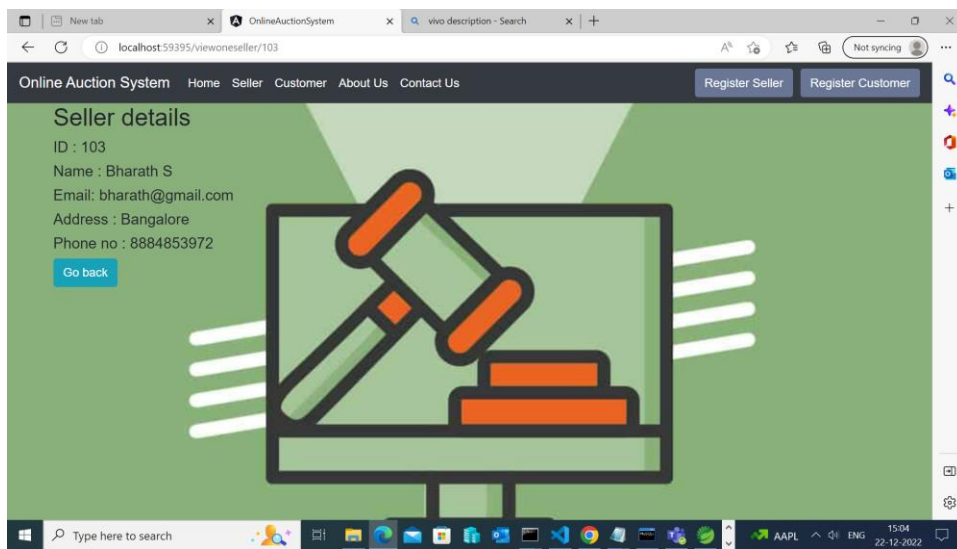 New tab
OnlineAuctionSystem
vivo description - Search
localhost:59395/viewoneseller/103
Not syncing
Online Auction System Home Seller Customer About Us Contact Us Register Seller Register Customer
Seller details
ID : 103
Name : Bharath S
Email: bharath@gmail.com
Address : Bangalore
Phone no : 8884853972
Go back
Type here to search
AAPL
ENG
15:04
22-12-2022